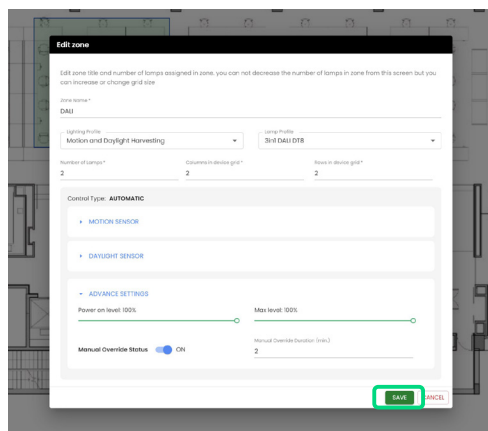 Edit zone
Edit zone title and number of lamps assigned in zone, you can not decrease the number of lamps in zone from this screen but you
can increase or change grid size
Zone Name *
DALI
Lighting Profile
Motion and Daylight Harvesting
Lamp Profile
3in1 DALI DT8
Number of Lamps *
Columns in device grid *
Rows in device grid *
2
2
2
Control Type: AUTOMATIC
MOTION SENSOR
DAYLIGHT SENSOR
ADVANCE SETTINGS
Power on level: 100%
Max level: 100%
Manual Override Status
ON
Manual Override Duration (min.)
2
SAVE
CANCEL